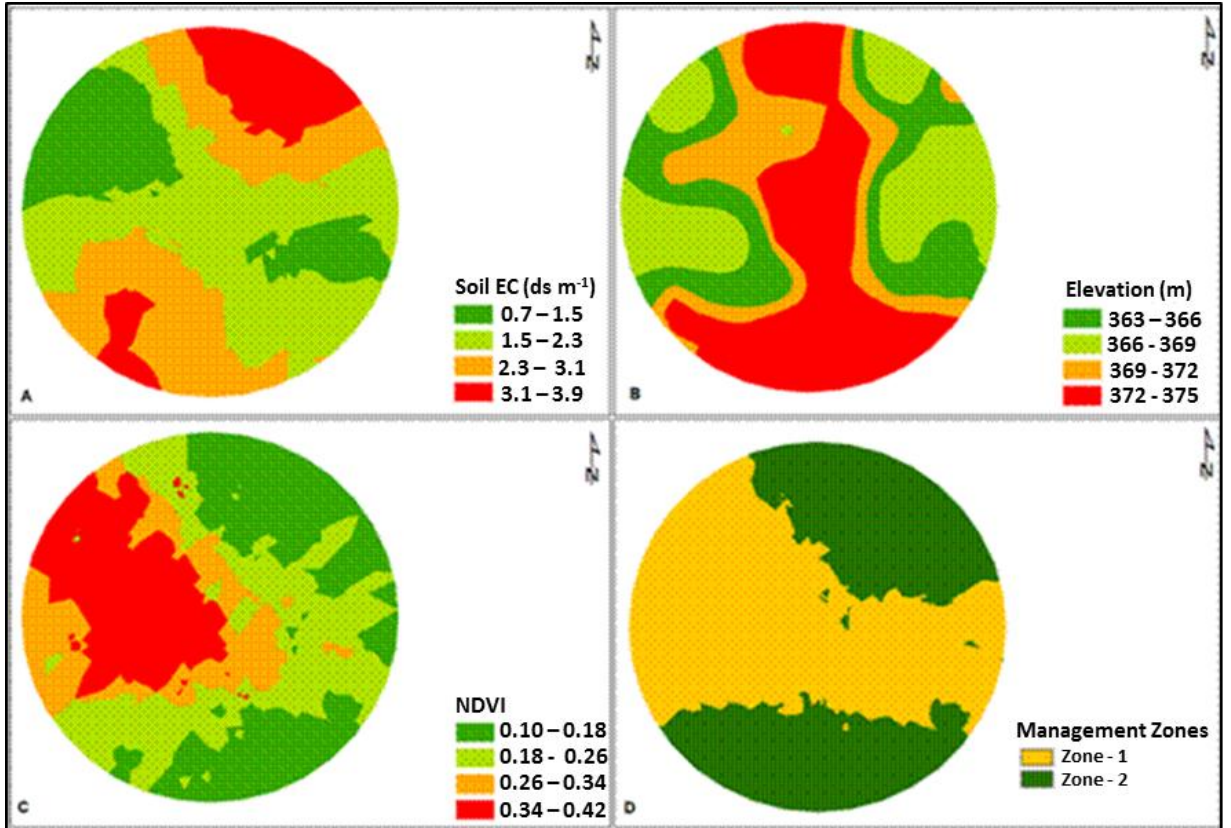 N
Soil EC (ds m⁻¹)
0.7 – 1.5
1.5 – 2.3
2.3 – 3.1
3.1 – 3.9
A
N
Elevation (m)
363 – 366
366 - 369
369 - 372
372 - 375
B
N
NDVI
0.10 – 0.18
0.18 - 0.26
0.26 – 0.34
0.34 – 0.42
C
N
Management Zones
Zone - 1
Zone - 2
D